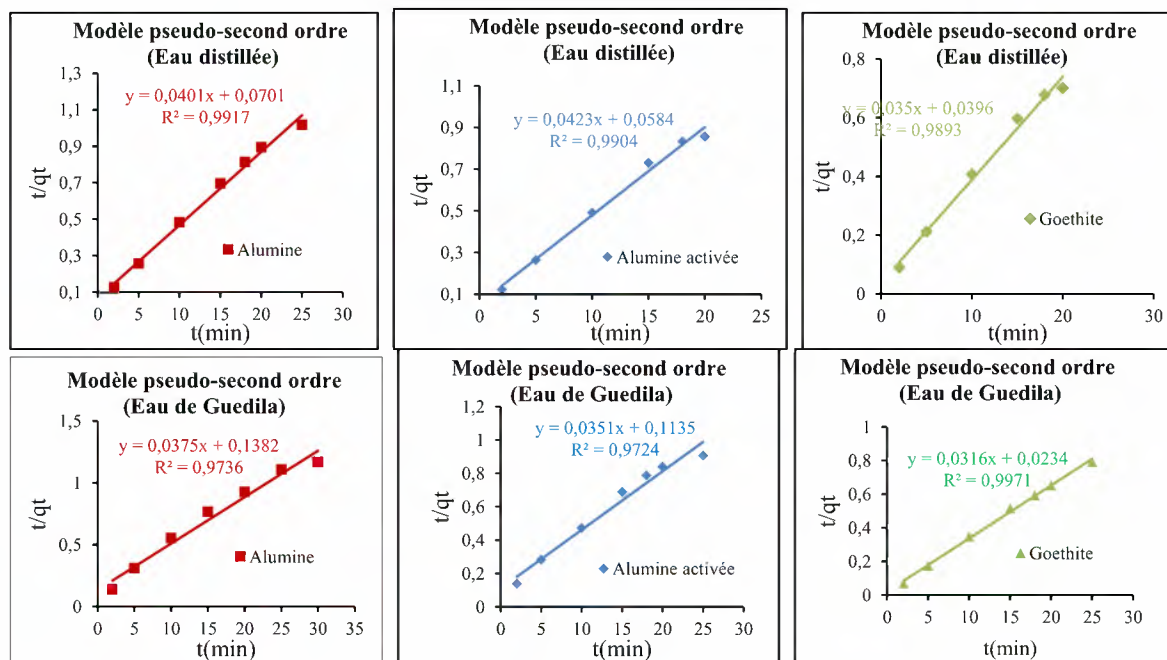 Modèle pseudo-second ordre
(Eau distillée)
1,3
1,1
0,9
0,7
0,5
0,3
0,1
t/qt
y = 0,0401x + 0,0701
R² = 0,9917
Alumine
0 5 10 15 20 25 30
t(min)
Modèle pseudo-second ordre
(Eau distillée)
1,1
0,9
0,7
0,5
0,3
0,1
t/qt
y = 0,0423x + 0,0584
R² = 0,9904
Alumine activée
0 5 10 15 20 25
t(min)
Modèle pseudo-second ordre
(Eau distillée)
0,8
0,6
0,4
0,2
0
t/qt
y = 0,035x + 0,0396
R² = 0,9893
Goethite
0 10 20 30
t(min)
Modèle pseudo-second ordre
(Eau de Guedila)
1,5
1
0,5
0
t/qt
y = 0,0375x + 0,1382
R² = 0,9736
Alumine
0 5 10 15 20 25 30 35
t(min)
Modèle pseudo-second ordre
(Eau de Guedila)
1,2
1
0,8
0,6
0,4
0,2
0
t/qt
y = 0,0351x + 0,1135
R² = 0,9724
Alumine activée
0 5 10 15 20 25 30
t(min)
Modèle pseudo-second ordre
(Eau de Guedila)
1
0,8
0,6
0,4
0,2
0
t/qt
y = 0,0316x + 0,0234
R² = 0,9971
Goethite
0 5 10 15 20 25 30
t(min)